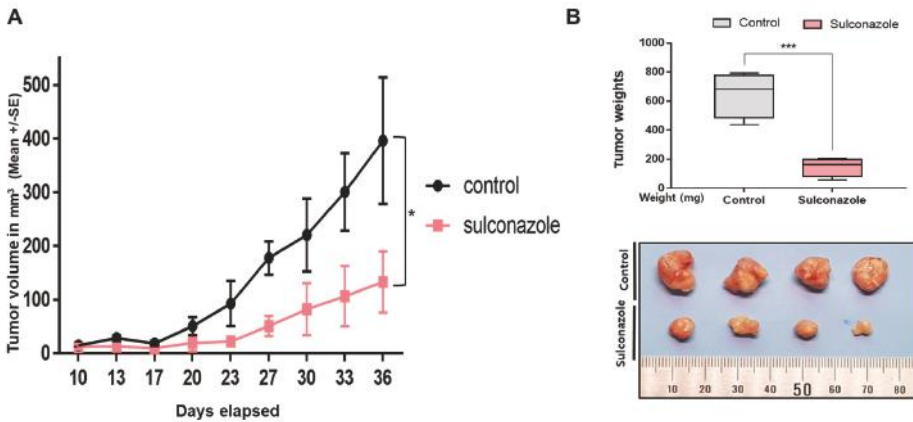 A
Tumor volume in mm³ (Mean +/-SE)
500
400
300
200
100
0
10 13 17 20 23 27 30 33 36
Days elapsed
*
control
sulconazole
B
Control Sulconazole
***
Tumor weights
1000
800
600
400
200
0
Weight (mg) Control Sulconazole
Control
Sulconazole
10 20 30 40 50 60 70 80